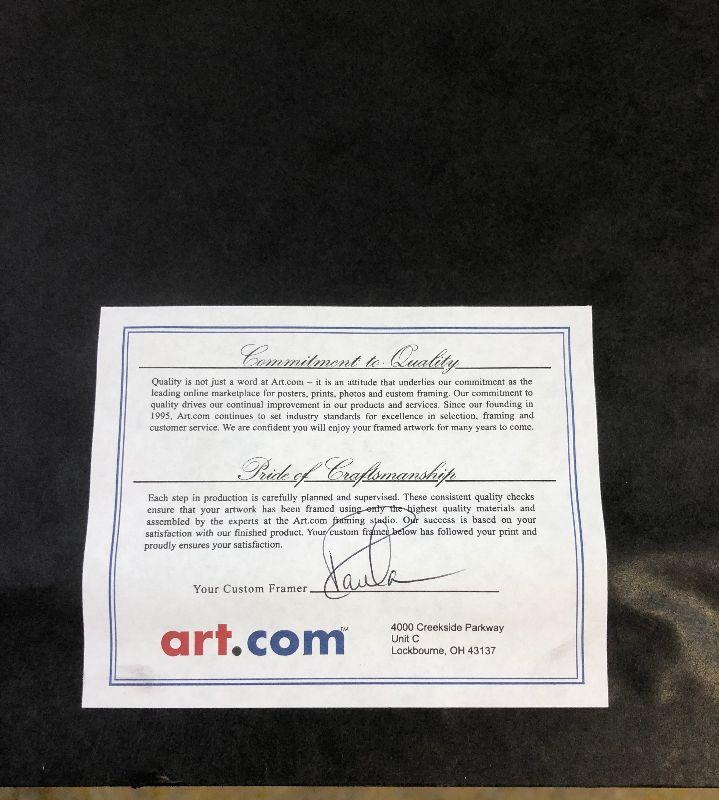 Commitment to Quality
Quality is not just a word at Art.com – it is an attitude that underlies our commitment as the
leading online marketplace for posters, prints, photos and custom framing. Our commitment to
quality drives our continual improvement in our products and services. Since our founding in
1995, Art.com continues to set industry standards for excellence in selection, framing and
customer service. We are confident you will enjoy your framed artwork for many years to come.
Pride of Craftsmanship
Each step in production is carefully planned and supervised. These consistent quality checks
ensure that your artwork has been framed using only the highest quality materials and
assembled by the experts at the Art.com framing studio. Our success is based on your
satisfaction with our finished product. Your custom framer below has followed your print and
proudly ensures your satisfaction.
Your Custom Framer Paula
art.com™
4000 Creekside Parkway
Unit C
Lockbourne, OH 43137